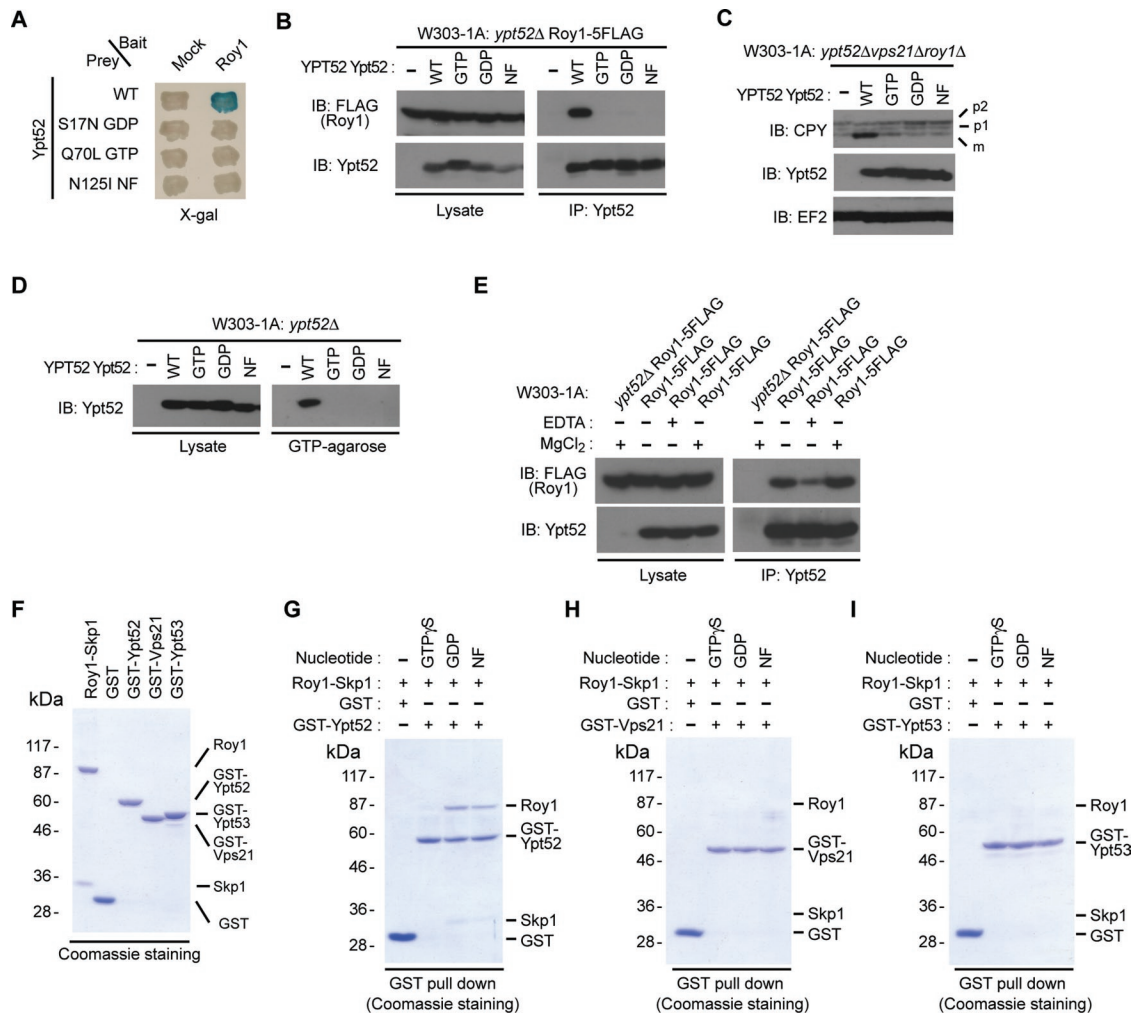 A
Bait
Prey
Mock
Roy1
Ypt52
WT
S17N GDP
Q70L GTP
N125I NF
X-gal
B
W303-1A: ypt52Δ Roy1-5FLAG
YPT52 Ypt52 : – WT GTP GDP NF – WT GTP GDP NF
IB: FLAG
(Roy1)
IB: Ypt52
Lysate
IP: Ypt52
C
W303-1A: ypt52Δvps21Δroy1Δ
YPT52 Ypt52 : – WT GTP GDP NF
IB: CPY
p2
p1
m
IB: Ypt52
IB: EF2
D
W303-1A: ypt52Δ
YPT52 Ypt52 : – WT GTP GDP NF – WT GTP GDP NF
IB: Ypt52
Lysate
GTP-agarose
E
W303-1A:
ypt52Δ Roy1-5FLAG
Roy1-5FLAG
Roy1-5FLAG
Roy1-5FLAG
ypt52Δ Roy1-5FLAG
Roy1-5FLAG
Roy1-5FLAG
Roy1-5FLAG
EDTA : – – + – – – + –
MgCl2 : + – – + + – – +
IB: FLAG
(Roy1)
IB: Ypt52
Lysate
IP: Ypt52
F
Roy1-Skp1
GST
GST-Ypt52
GST-Vps21
GST-Ypt53
kDa
117-
87-
60-
46-
36-
28-
Roy1
GST-
Ypt52
GST-
Ypt53
GST-
Vps21
Skp1
GST
Coomassie staining
G
Nucleotide : – GTPγS GDP NF
Roy1-Skp1 : + + + +
GST : + – – –
GST-Ypt52 : – + + +
kDa
117-
87-
60-
46-
36-
28-
Roy1
GST-
Ypt52
Skp1
GST
GST pull down
(Coomassie staining)
H
Nucleotide : – GTPγS GDP NF
Roy1-Skp1 : + + + +
GST : + – – –
GST-Vps21 : – + + +
kDa
117-
87-
60-
46-
36-
28-
Roy1
GST-
Vps21
Skp1
GST
GST pull down
(Coomassie staining)
I
Nucleotide : – GTPγS GDP NF
Roy1-Skp1 : + + + +
GST : + – – –
GST-Ypt53 : – + + +
kDa
117-
87-
60-
46-
36-
28-
Roy1
GST-
Ypt53
Skp1
GST
GST pull down
(Coomassie staining)